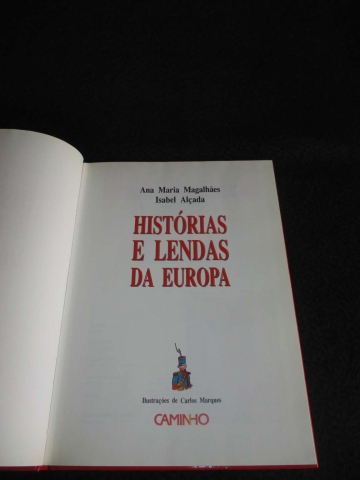 Ana Maria Magalhães
Isabel Alçada
HISTÓRIAS
E LENDAS
DA EUROPA
Ilustrações de Carlos Marques
CAMINHO